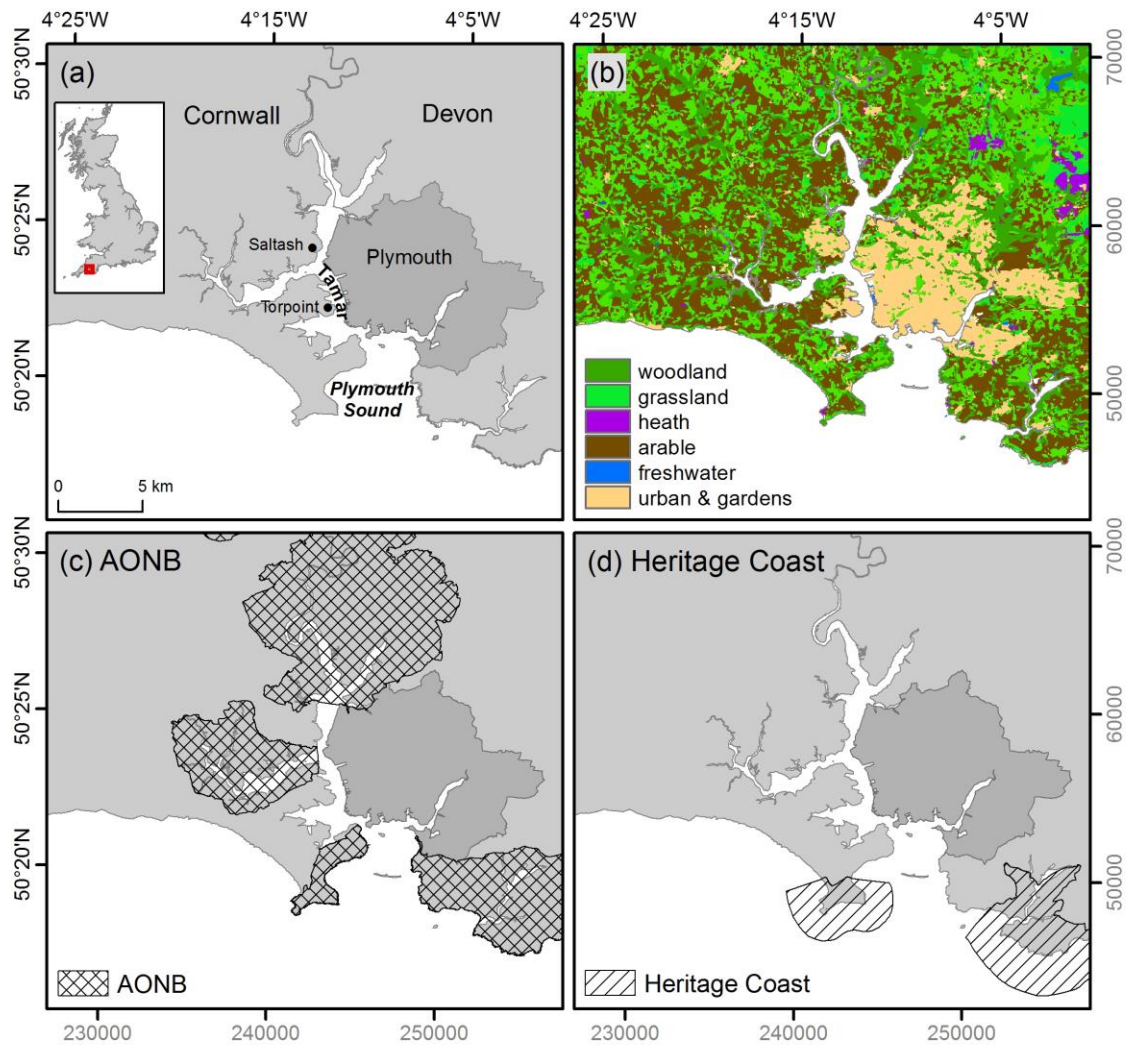 4°25'W
4°15'W
4°5'W
4°15'W
4°5'W
50°30'N
50°25'N
50°20'N
(a)
Cornwall
Devon
Saltash
Tamar
Plymouth
Torpoint
Plymouth
Sound
0
5 km
(b)
woodland
grassland
heath
arable
freshwater
urban & gardens
70000
60000
50000
50°30'N
50°25'N
50°20'N
(c) AONB
AONB
(d) Heritage Coast
Heritage Coast
70000
60000
50000
230000
240000
250000
230000
240000
250000